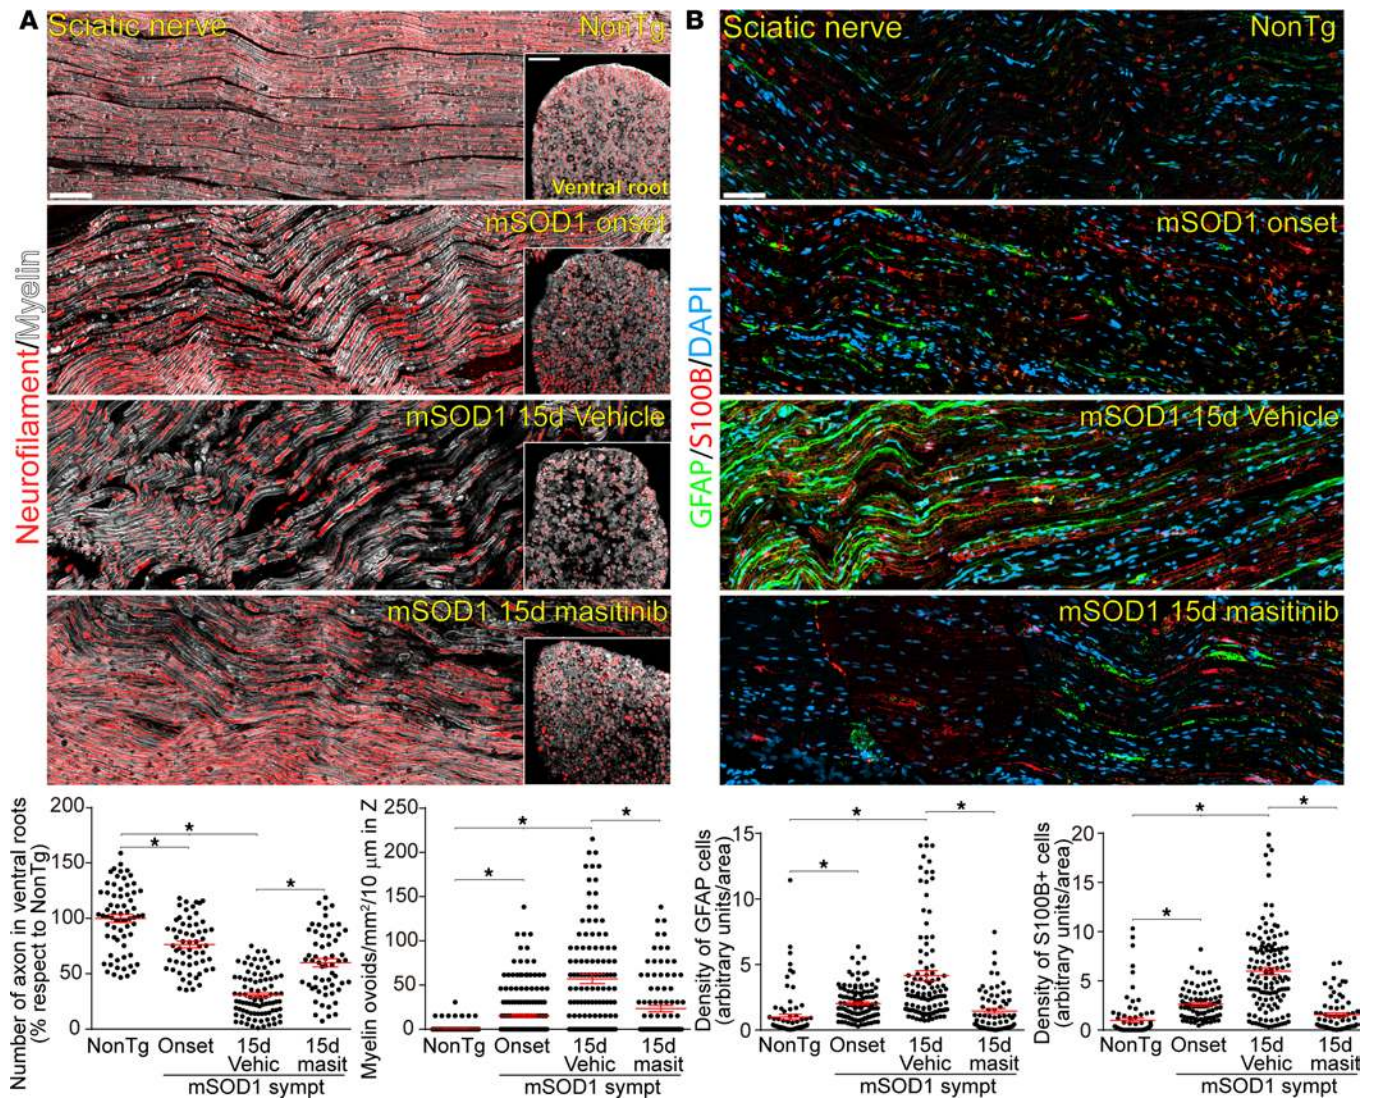 A
Sciatic nerve
NonTg
Ventral root
mSOD1 onset
mSOD1 15d Vehicle
mSOD1 15d masitinib
Neurofilament/Myelin
B
Sciatic nerve
NonTg
mSOD1 onset
mSOD1 15d Vehicle
mSOD1 15d masitinib
GFAP/S100B/DAPI
Number of axon in ventral roots
(% respect to NonTg)
200
150
100
50
0
*
*
*
NonTg Onset 15d Vehic 15d masit
mSOD1 sympt
Myelin ovoids/mm²/10 μm in Z
250
200
150
100
50
0
*
*
*
NonTg Onset 15d Vehic 15d masit
mSOD1 sympt
Density of GFAP cells
(arbitrary units/area)
15
10
5
0
*
*
*
NonTg Onset 15d Vehic 15d masit
mSOD1 sympt
Density of S100B+ cells
(arbitrary units/area)
20
15
10
5
0
*
*
*
NonTg Onset 15d Vehic 15d masit
mSOD1 sympt